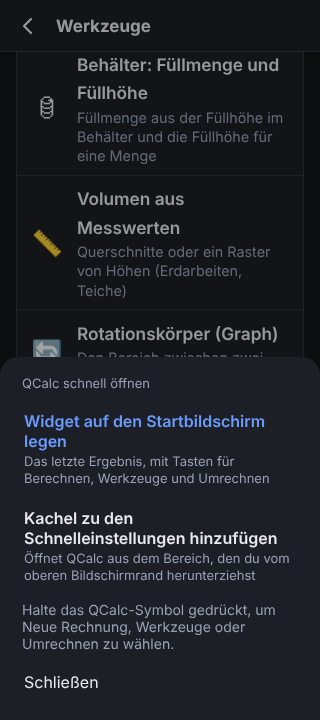 Werkzeuge
Behälter: Füllmenge und
Füllhöhe
Füllmenge aus der Füllhöhe im
Behälter und die Füllhöhe für
eine Menge
Volumen aus
Messwerten
Querschnitte oder ein Raster
von Höhen (Erdarbeiten,
Teiche)
Rotationskörper (Graph)
Den Bereich zwischen zwei
QCalc schnell öffnen
Widget auf den Startbildschirm
legen
Das letzte Ergebnis, mit Tasten für
Berechnen, Werkzeuge und Umrechnen
Kachel zu den
Schnelleinstellungen hinzufügen
Öffnet QCalc aus dem Bereich, den du vom
oberen Bildschirmrand herunterziehst
Halte das QCalc-Symbol gedrückt, um
Neue Rechnung, Werkzeuge oder
Umrechnen zu wählen.
Schließen